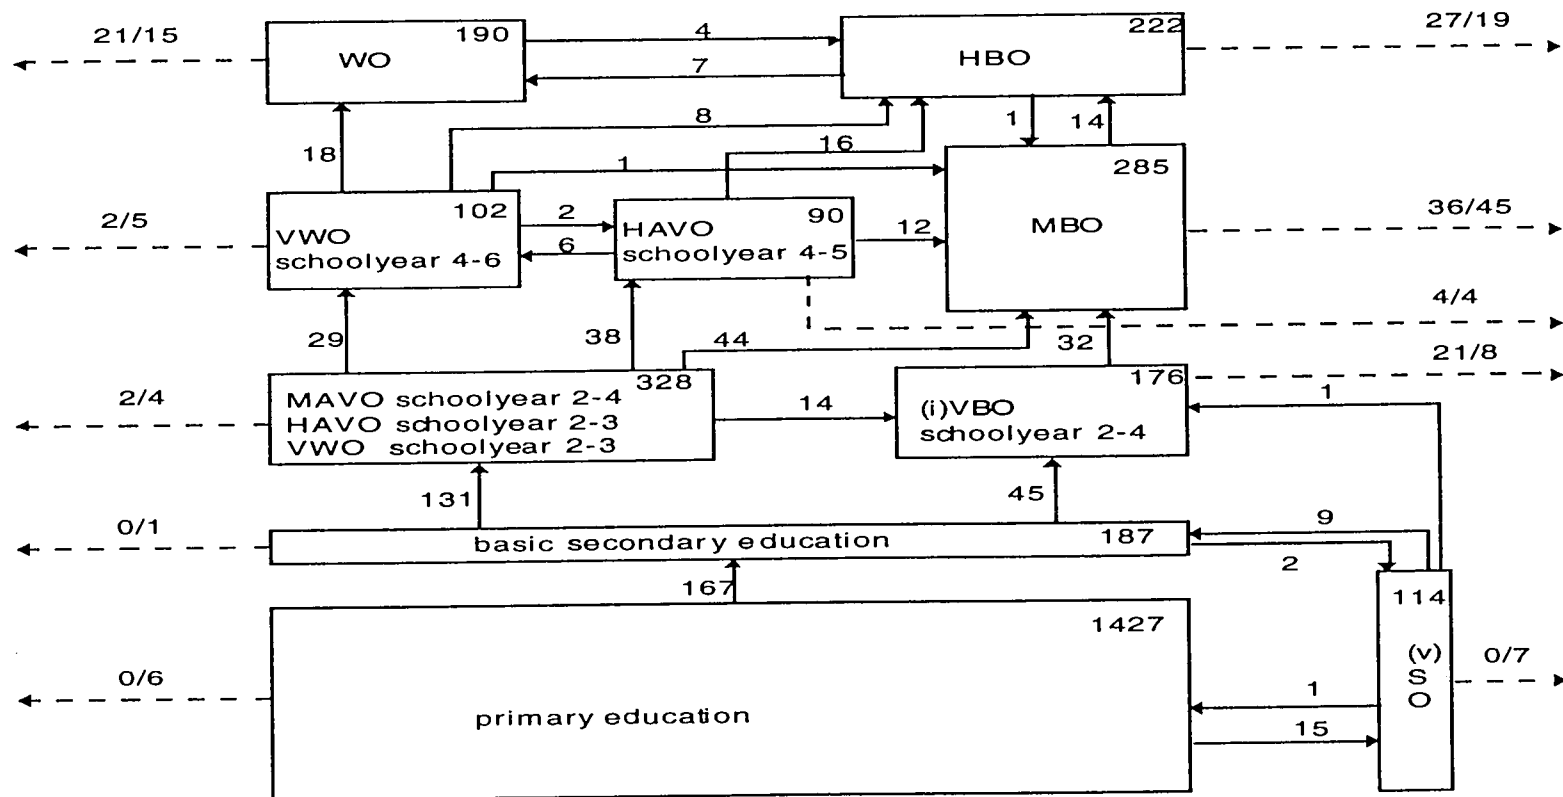 21/15
190
WO
4
7
222
HBO
27/19
18
8
16
1
14
1
285
MBO
2/5
102
VWO
schoolyear 4-6
2
6
90
HAVO
schoolyear 4-5
12
36/45
4/4
29
38
44
32
21/8
2/4
328
MAVO schoolyear 2-4
HAVO schoolyear 2-3
VWO schoolyear 2-3
14
176
(i)VBO
schoolyear 2-4
1
131
45
0/1
basic secondary education
187
9
2
167
114
(v)
S
O
0/7
0/6
1427
primary education
1
15